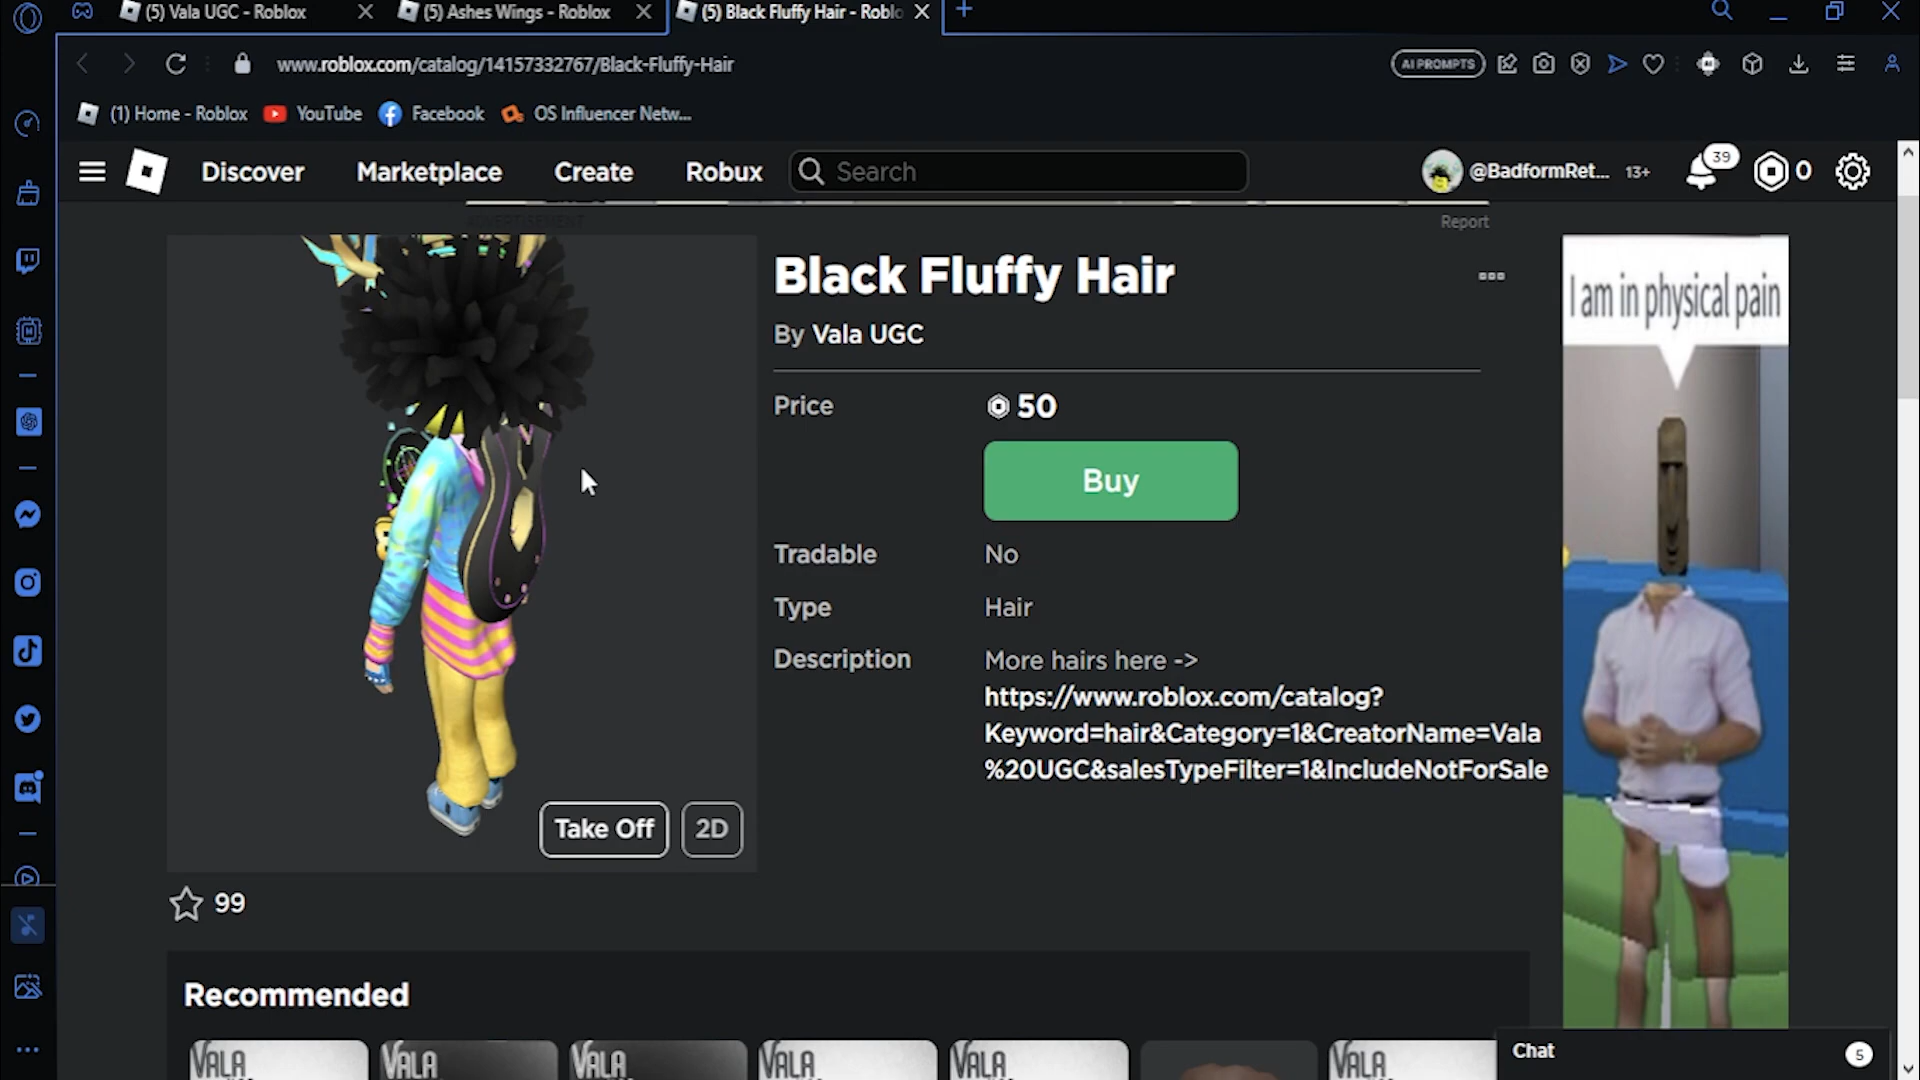 (5) Vala UGC - Roblox
(5) Ashes Wings - Roblox
(5) Black Fluffy Hair - Roblo
www.roblox.com/catalog/14157332767/Black-Fluffy-Hair
AI PROMPTS
(1) Home - Roblox
YouTube
Facebook
OS Influencer Netw...
Discover
Marketplace
Create
Robux
Search
@BadformRet...
13+
39
0
ADVERTISEMENT
Report
Black Fluffy Hair
By Vala UGC
Price
50
Buy
Tradable
No
Type
Hair
Description
More hairs here ->
https://www.roblox.com/catalog?
Keyword=hair&Category=1&CreatorName=Vala
%20UGC&salesTypeFilter=1&IncludeNotForSale
Take Off
2D
99
I am in physical pain
Recommended
VALA
VALA
VALA
VALA
VALA
VALA
Chat
5